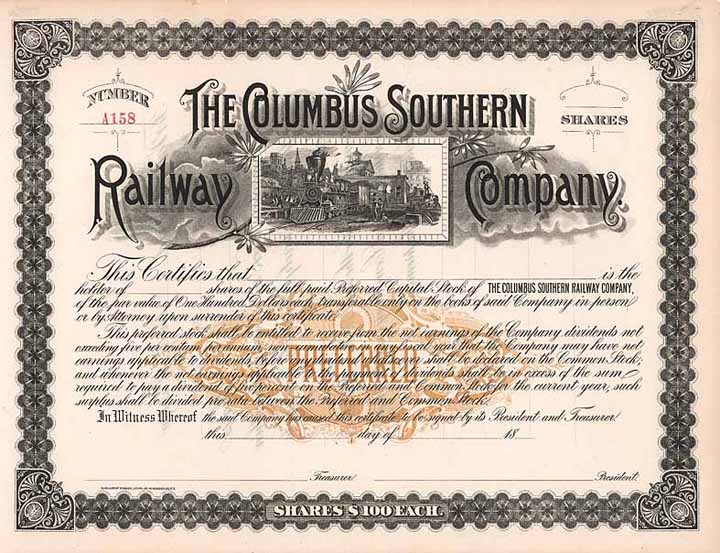 NUMBER
A158
THE COLUMBUS SOUTHERN
SHARES
Railway Company.
This Certifies that is the
holder of shares of the full paid Preferred Capital Stock of THE COLUMBUS SOUTHERN RAILWAY COMPANY,
of the par value of One Hundred Dollars each, transferable only on the books of said Company in person
or by Attorney upon surrender of this certificate.
This preferred stock shall be entitled to receive from the net earnings of the Company dividends not
exceeding five per centum per annum, nor shall in any fiscal year that the Company may have net
earnings applicable to dividends, before any dividend whatever shall be declared on the Common Stock;
and whenever the net earning applicable to the payment of dividends shall be in excess of the sum
required to pay a dividend of five percent on the Preferred and Common Stock for the current year, such
surplus shall be divided pro rata between the Preferred and Common Stock.
PREFERRED
In Witness Whereof the said Company has caused this certificate to be signed by its President and Treasurer
this day of 18
Treasurer President.
SHARES $100 EACH.